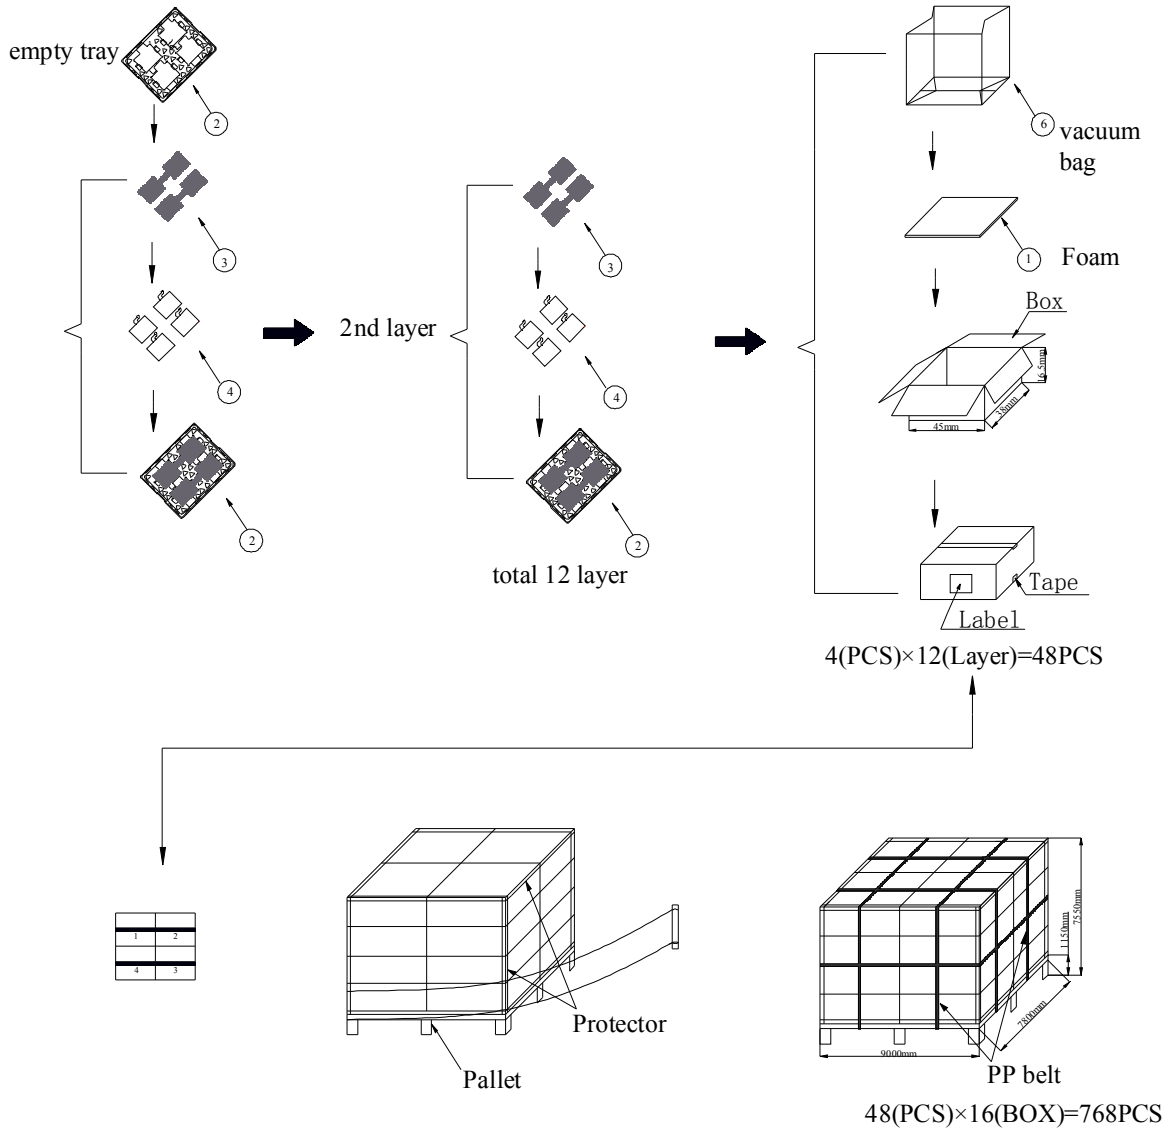 empty tray
2
3
4
2
2nd layer
3
4
2
total 12 layer
6
vacuum
bag
1
Foam
Box
16.5mm
38mm
45mm
Tape
Label
4(PCS)×12(Layer)=48PCS
1
2
4
3
Protector
Pallet
7550mm
1150mm
7800mm
9000mm
PP belt
48(PCS)×16(BOX)=768PCS